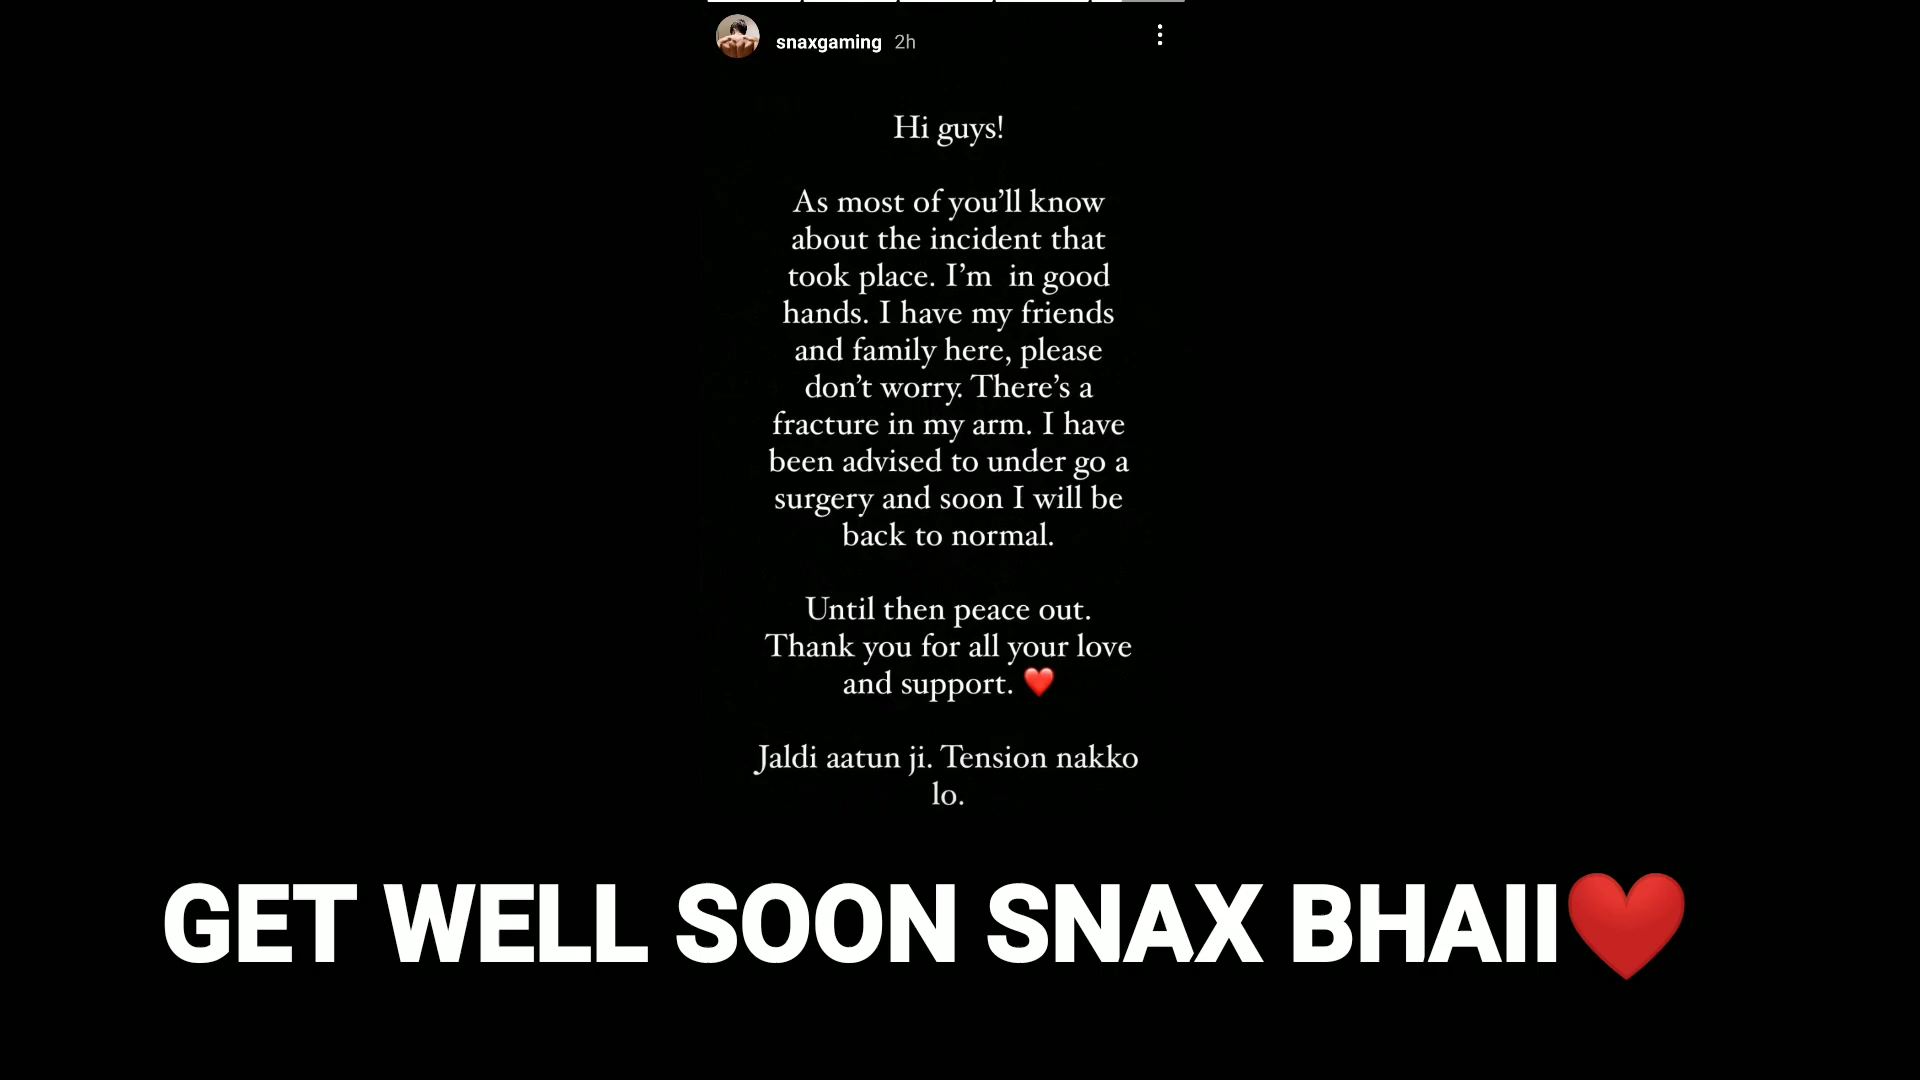 snaxgaming 2h
Hi guys!
As most of you’ll know
about the incident that
took place. I’m  in good
hands. I have my friends
and family here, please
don’t worry. There’s a
fracture in my arm. I have
been advised to under go a
surgery and soon I will be
back to normal.
Until then peace out.
Thank you for all your love
and support. ❤️
Jaldi aatun ji. Tension nakko
lo.
GET WELL SOON SNAX BHAII❤️